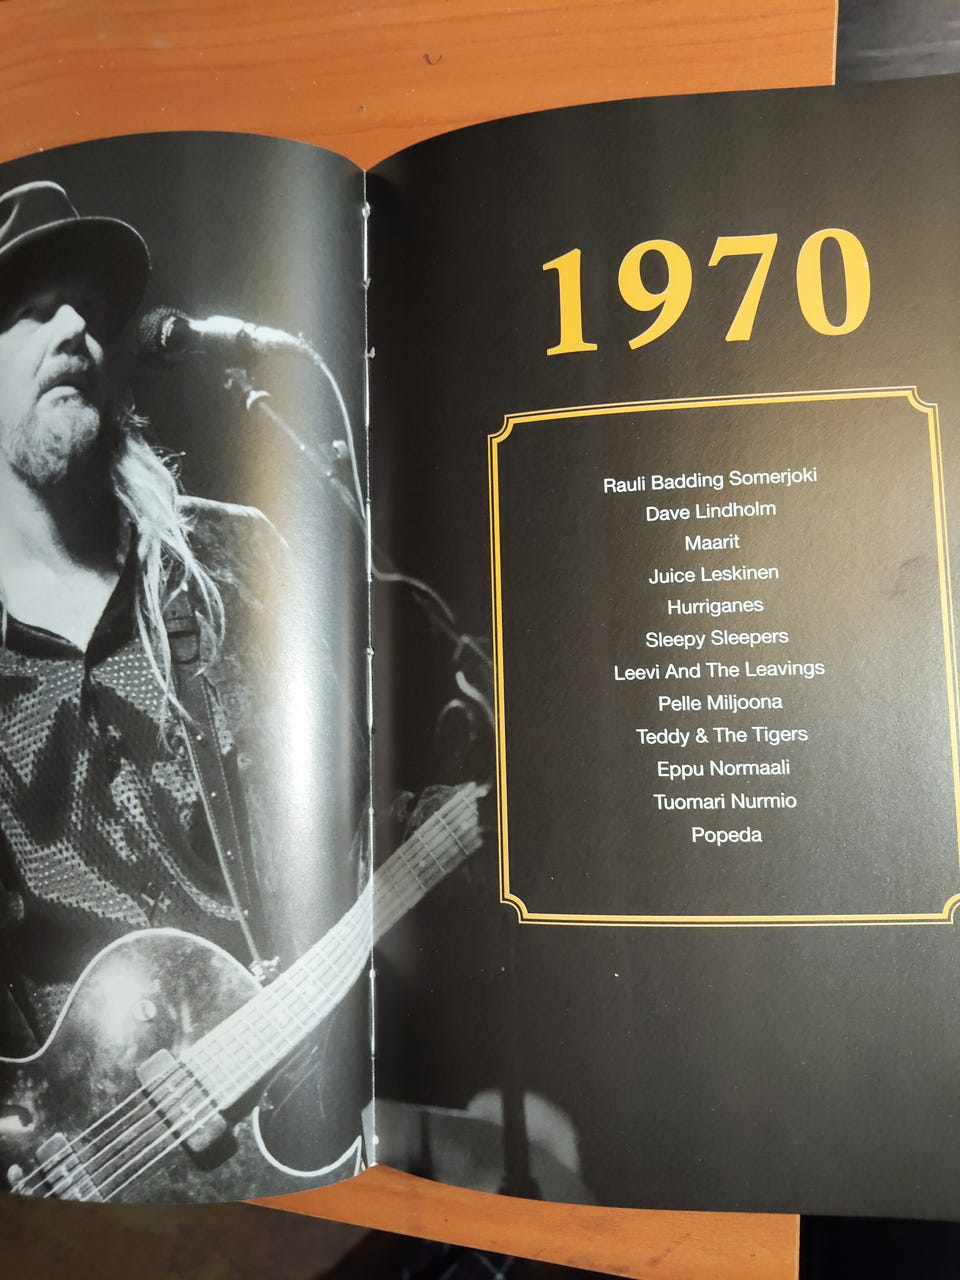 1970
Rauli Badding Somerjoki
Dave Lindholm
Maarit
Juice Leskinen
Hurriganes
Sleepy Sleepers
Leevi And The Leavings
Pelle Miljoona
Teddy & The Tigers
Eppu Normaali
Tuomari Nurmio
Popeda